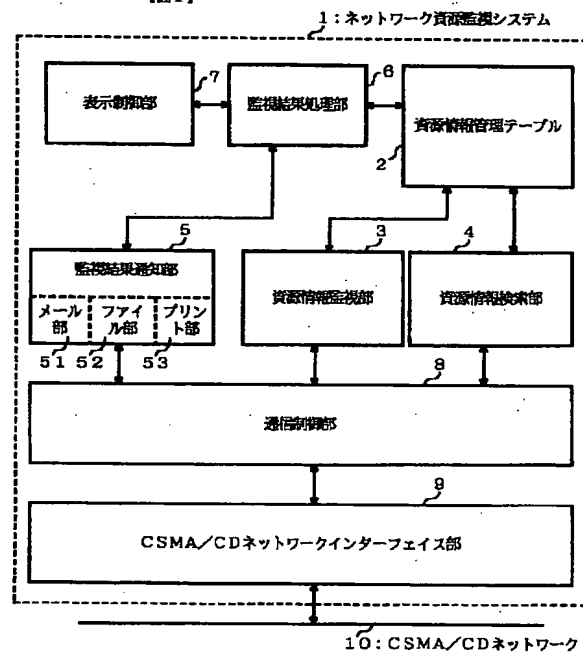 1:ネットワーク資源監視システム
7
6
表示制御部
監視結果処理部
資源情報管理テーブル
2
5
3
4
監視結果通知部
メール部
ファイル部
プリント部
51
52
53
資源情報監視部
資源情報検索部
8
通信制御部
9
CSMA/CDネットワークインターフェイス部
10:CSMA/CDネットワーク